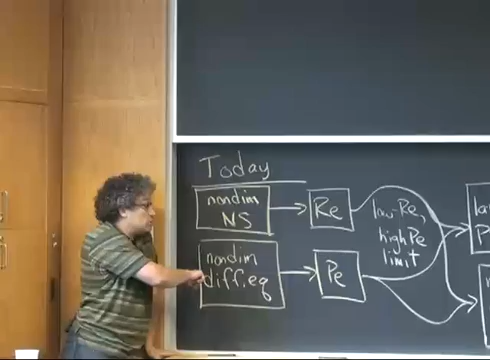 Today
nondim
NS
Re
low-Re,
high Pe
limit
nondim
diff.eq
Pe